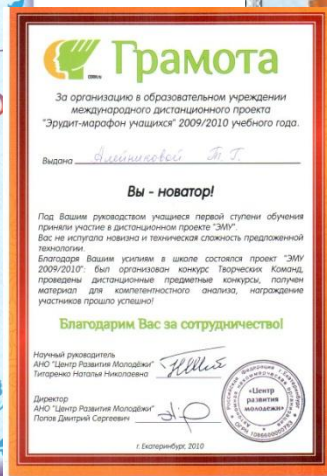 Грамота
За организацию в образовательном учреждении
международного дистанционного проекта
"Эрудит-марафон учащихся" 2009/2010 учебного года.
Выдана Алейниковой Т. Г.
Вы - новатор!
Под Вашим руководством учащиеся первой ступени обучения
приняли участие в дистанционном проекте "ЭМУ".
Вас не испугала новизна и техническая сложность предложенной
технологии.
Благодаря Вашим усилиям в школе состоялся проект "ЭМУ
2009/2010": был организован конкурс Творческих Команд,
проведены дистанционные предметные конкурсы, получен
материал для компетентностного анализа, награждение
участников прошло успешно!
Благодарим Вас за сотрудничество!
Научный руководитель
АНО "Центр Развития Молодёжи"
Титаренко Наталья Николаевна
Директор
АНО "Центр Развития Молодёжи"
Попов Дмитрий Сергеевич
«Центр
развития
молодежи»
г. Екатеринбург, 2010